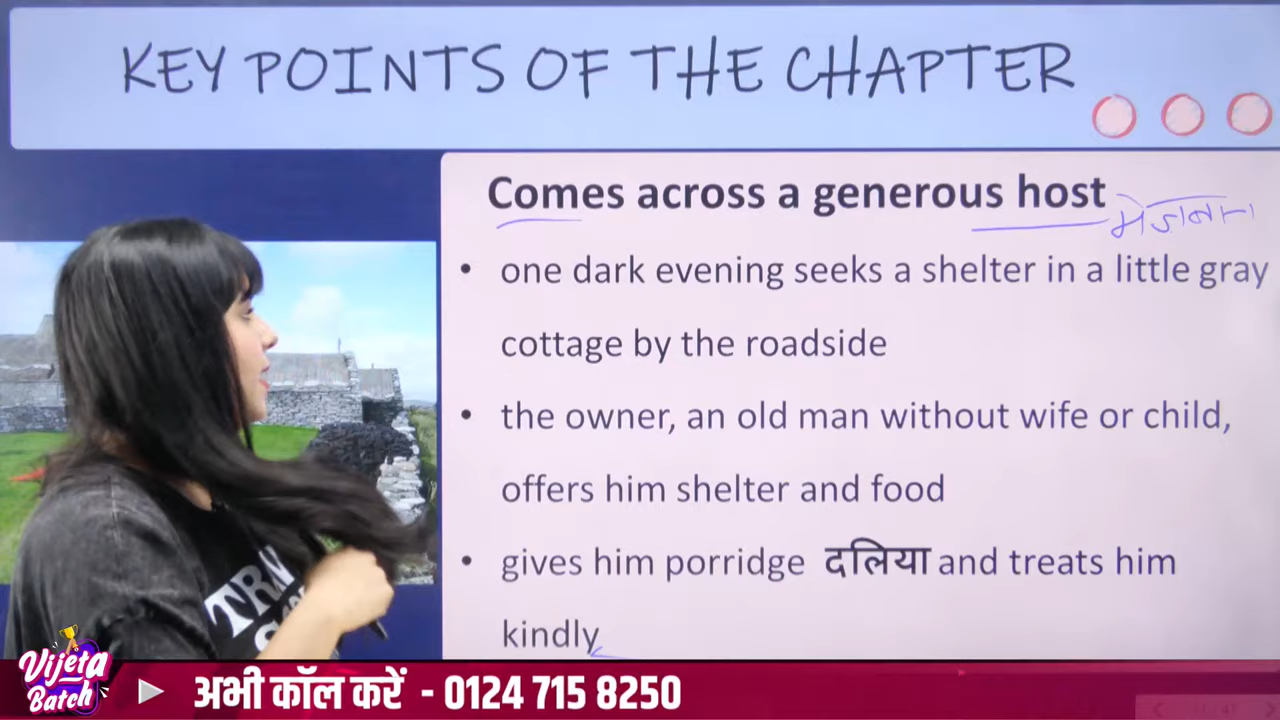 KEY POINTS OF THE CHAPTER
Comes across a generous host
• one dark evening seeks a shelter in a little gray
cottage by the roadside
• the owner, an old man without wife or child,
offers him shelter and food
• gives him porridge दलिया and treats him
kindly
Vijeta
Batch
अभी कॉल करें - 0124 715 8250